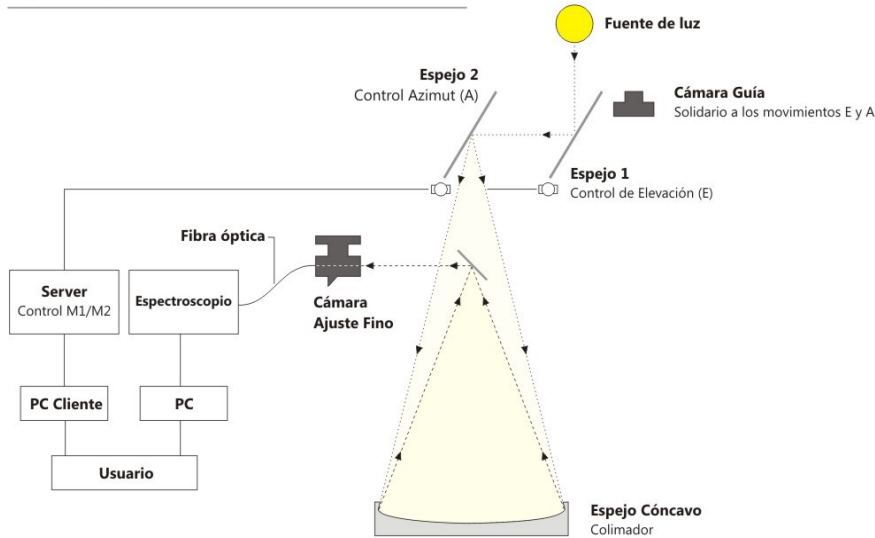 Fuente de luz
Espejo 2
Control Azimut (A)
Cámara Guía
Solidario a los movimientos E y A
Espejo 1
Control de Elevación (E)
Fibra óptica
Server
Control M1/M2
Espectroscopio
Cámara
Ajuste Fino
PC Cliente
PC
Usuario
Espejo Cóncavo
Colimador